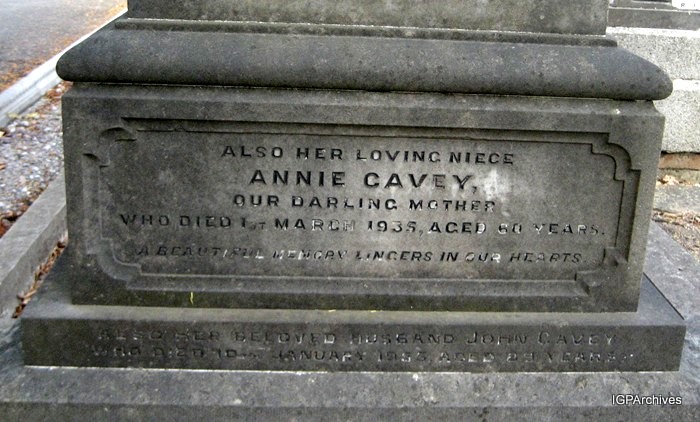 ALSO HER LOVING NIECE
ANNIE CAVEY,
OUR DARLING MOTHER
WHO DIED 1ST MARCH 1935, AGED 60 YEARS.
A BEAUTIFUL MEMORY LINGERS IN OUR HEARTS.
ALSO HER BELOVED HUSBAND JOHN CAVEY
WHO DIED JANUARY AGED YEARS
IGPArchives